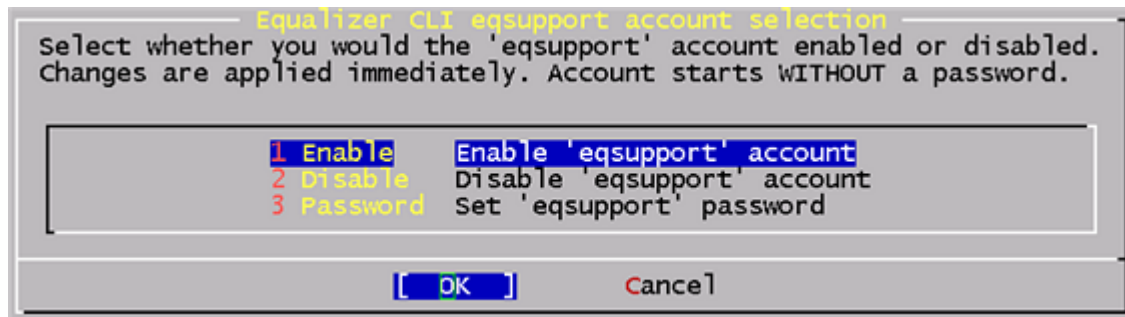 Equalizer CLI eqsupport account selection
Select whether you would the 'eqsupport' account enabled or disabled.
Changes are applied immediately. Account starts WITHOUT a password.
1 Enable Enable 'eqsupport' account
2 Disable Disable 'eqsupport' account
3 Password Set 'eqsupport' password
[ OK ] Cancel